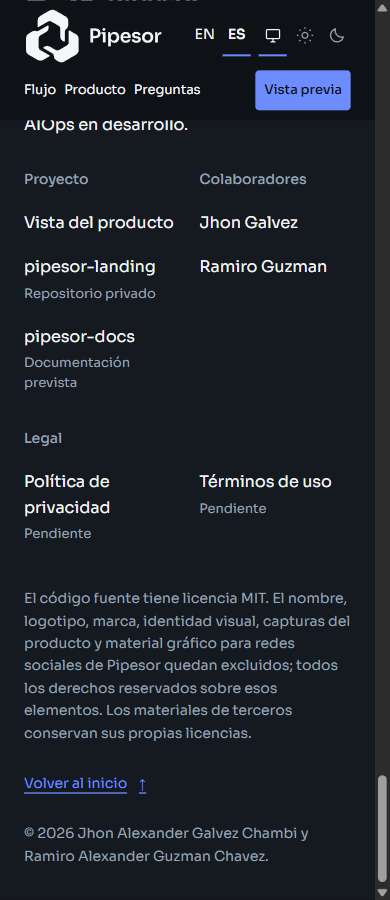 Pipesor
EN ES
Flujo Producto Preguntas
Vista previa
AIOps en desarrollo.
Proyecto
Vista del producto
pipesor-landing
Repositorio privado
pipesor-docs
Documentación
prevista
Colaboradores
Jhon Galvez
Ramiro Guzman
Legal
Política de
privacidad
Pendiente
Términos de uso
Pendiente
El código fuente tiene licencia MIT. El nombre,
logotipo, marca, identidad visual, capturas del
producto y material gráfico para redes
sociales de Pipesor quedan excluidos; todos
los derechos reservados sobre esos
elementos. Los materiales de terceros
conservan sus propias licencias.
Volver al inicio ↑
© 2026 Jhon Alexander Galvez Chambi y
Ramiro Alexander Guzman Chavez.